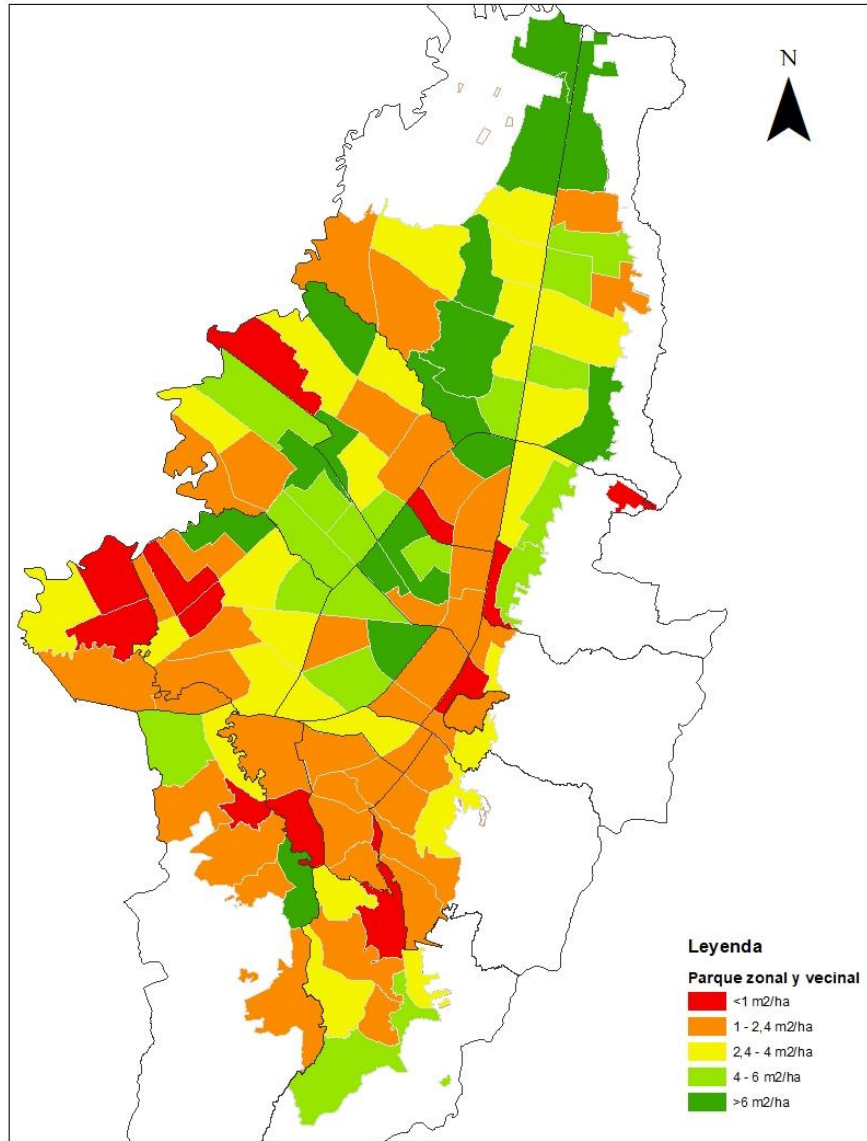 N
Leyenda
Parque zonal y vecinal
<1 m2/ha
1 - 2,4 m2/ha
2,4 - 4 m2/ha
4 - 6 m2/ha
>6 m2/ha